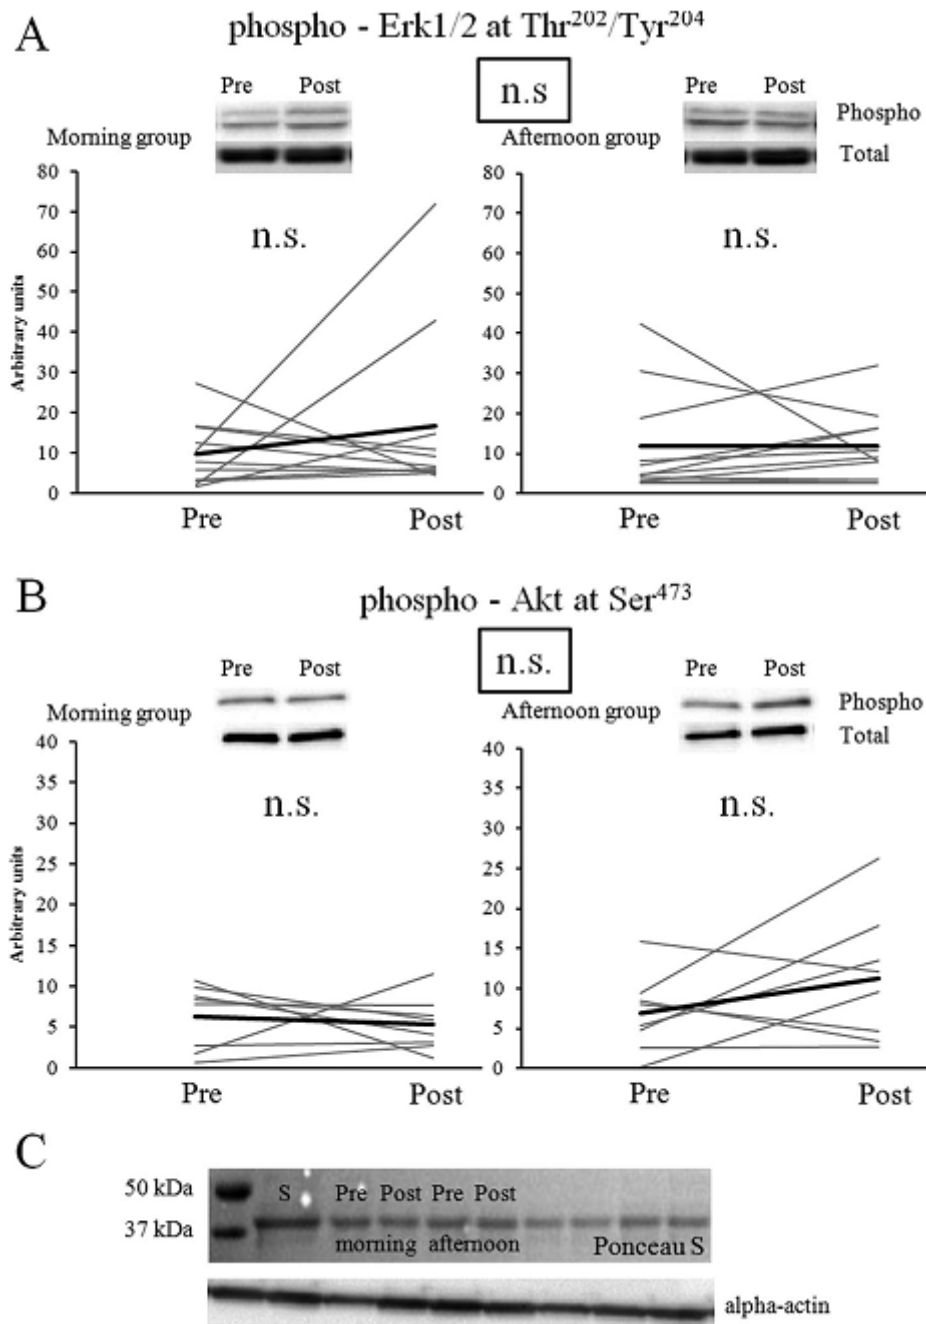 A
phospho - Erk1/2 at Thr²⁰²/Tyr²⁰⁴
n.s
Pre Post
Morning group
n.s.
80
70
60
50
40
30
20
10
0
Arbitrary units
Pre Post
Pre Post
Phospho
Afternoon group
Total
n.s.
80
70
60
50
40
30
20
10
0
Pre Post
B
phospho - Akt at Ser⁴⁷³
n.s.
Pre Post
Morning group
n.s.
40
35
30
25
20
15
10
5
0
Arbitrary units
Pre Post
Pre Post
Phospho
Afternoon group
Total
n.s.
40
35
30
25
20
15
10
5
0
Pre Post
C
50 kDa
37 kDa
S Pre Post Pre Post
morning afternoon Ponceau S
alpha-actin